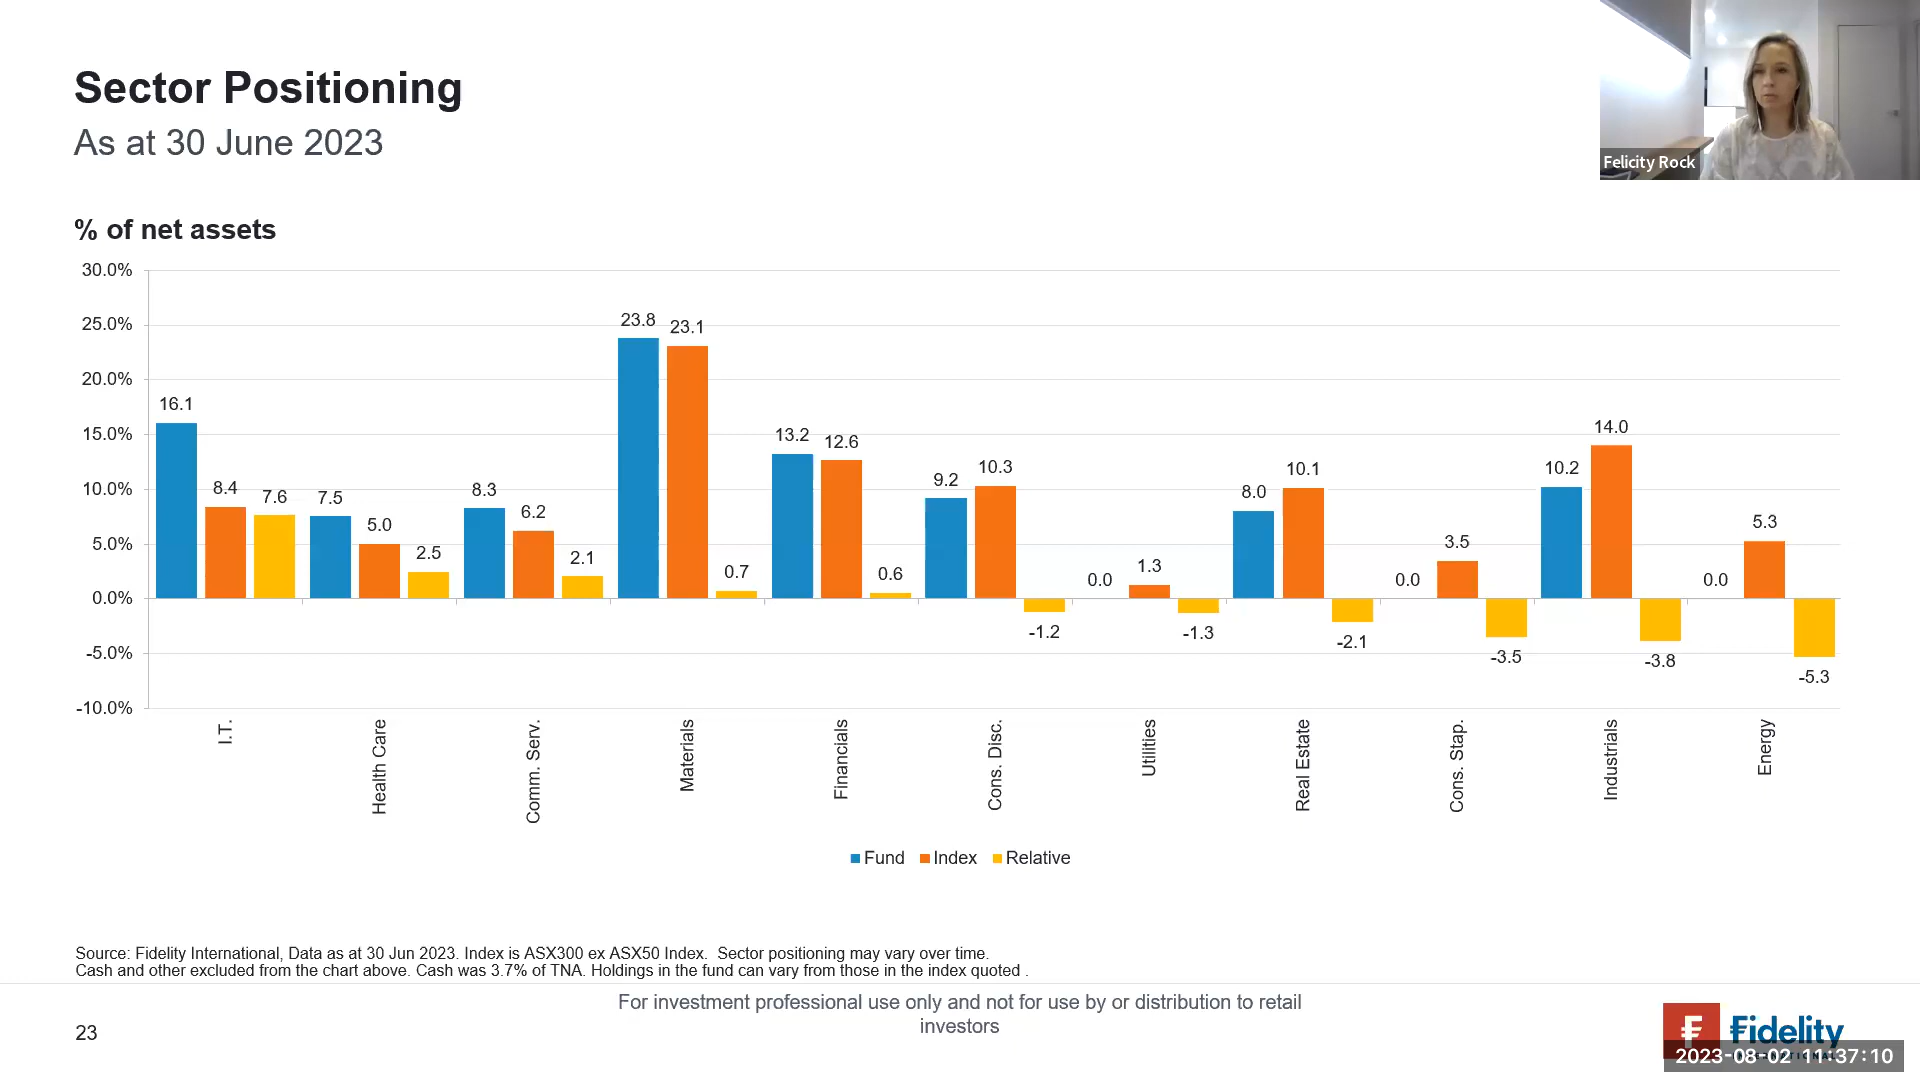 Sector Positioning
As at 30 June 2023
Felicity Rock
% of net assets
30.0%
25.0%
20.0%
15.0%
10.0%
5.0%
0.0%
-5.0%
-10.0%
16.1
8.4
7.6
7.5
5.0
2.5
8.3
6.2
2.1
23.8
23.1
0.7
13.2
12.6
0.6
9.2
10.3
-1.2
0.0
1.3
-1.3
8.0
10.1
-2.1
0.0
3.5
-3.5
10.2
14.0
-3.8
0.0
5.3
-5.3
I.T.
Health Care
Comm. Serv.
Materials
Financials
Cons. Disc.
Utilities
Real Estate
Cons. Stap.
Industrials
Energy
Fund
Index
Relative
Source: Fidelity International, Data as at 30 Jun 2023. Index is ASX300 ex ASX50 Index.  Sector positioning may vary over time.
Cash and other excluded from the chart above. Cash was 3.7% of TNA. Holdings in the fund can vary from those in the index quoted .
For investment professional use only and not for use by or distribution to retail
investors
23
Fidelity
2023-08-02 11:37:10